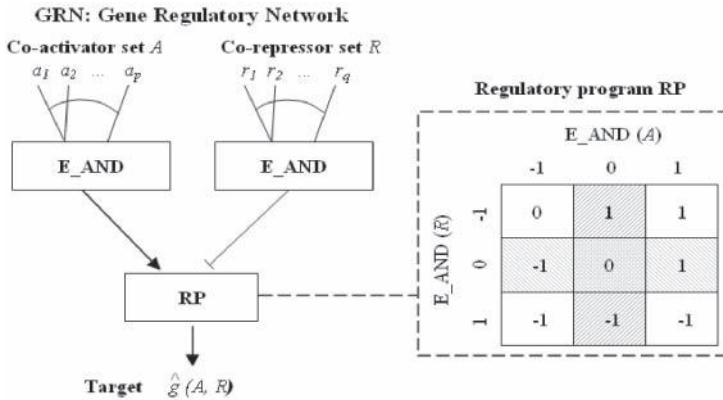 GRN: Gene Regulatory Network
Co-activator set A
Co-repressor set R
a1 a2 ... ap
r1 r2 ... rq
E_AND
E_AND
RP
Target ĝ (A, R)
Regulatory program RP
E_AND (A)
-1 0 1
E_AND (R)
-1 0 1 1
0 -1 0 1
1 -1 -1 -1